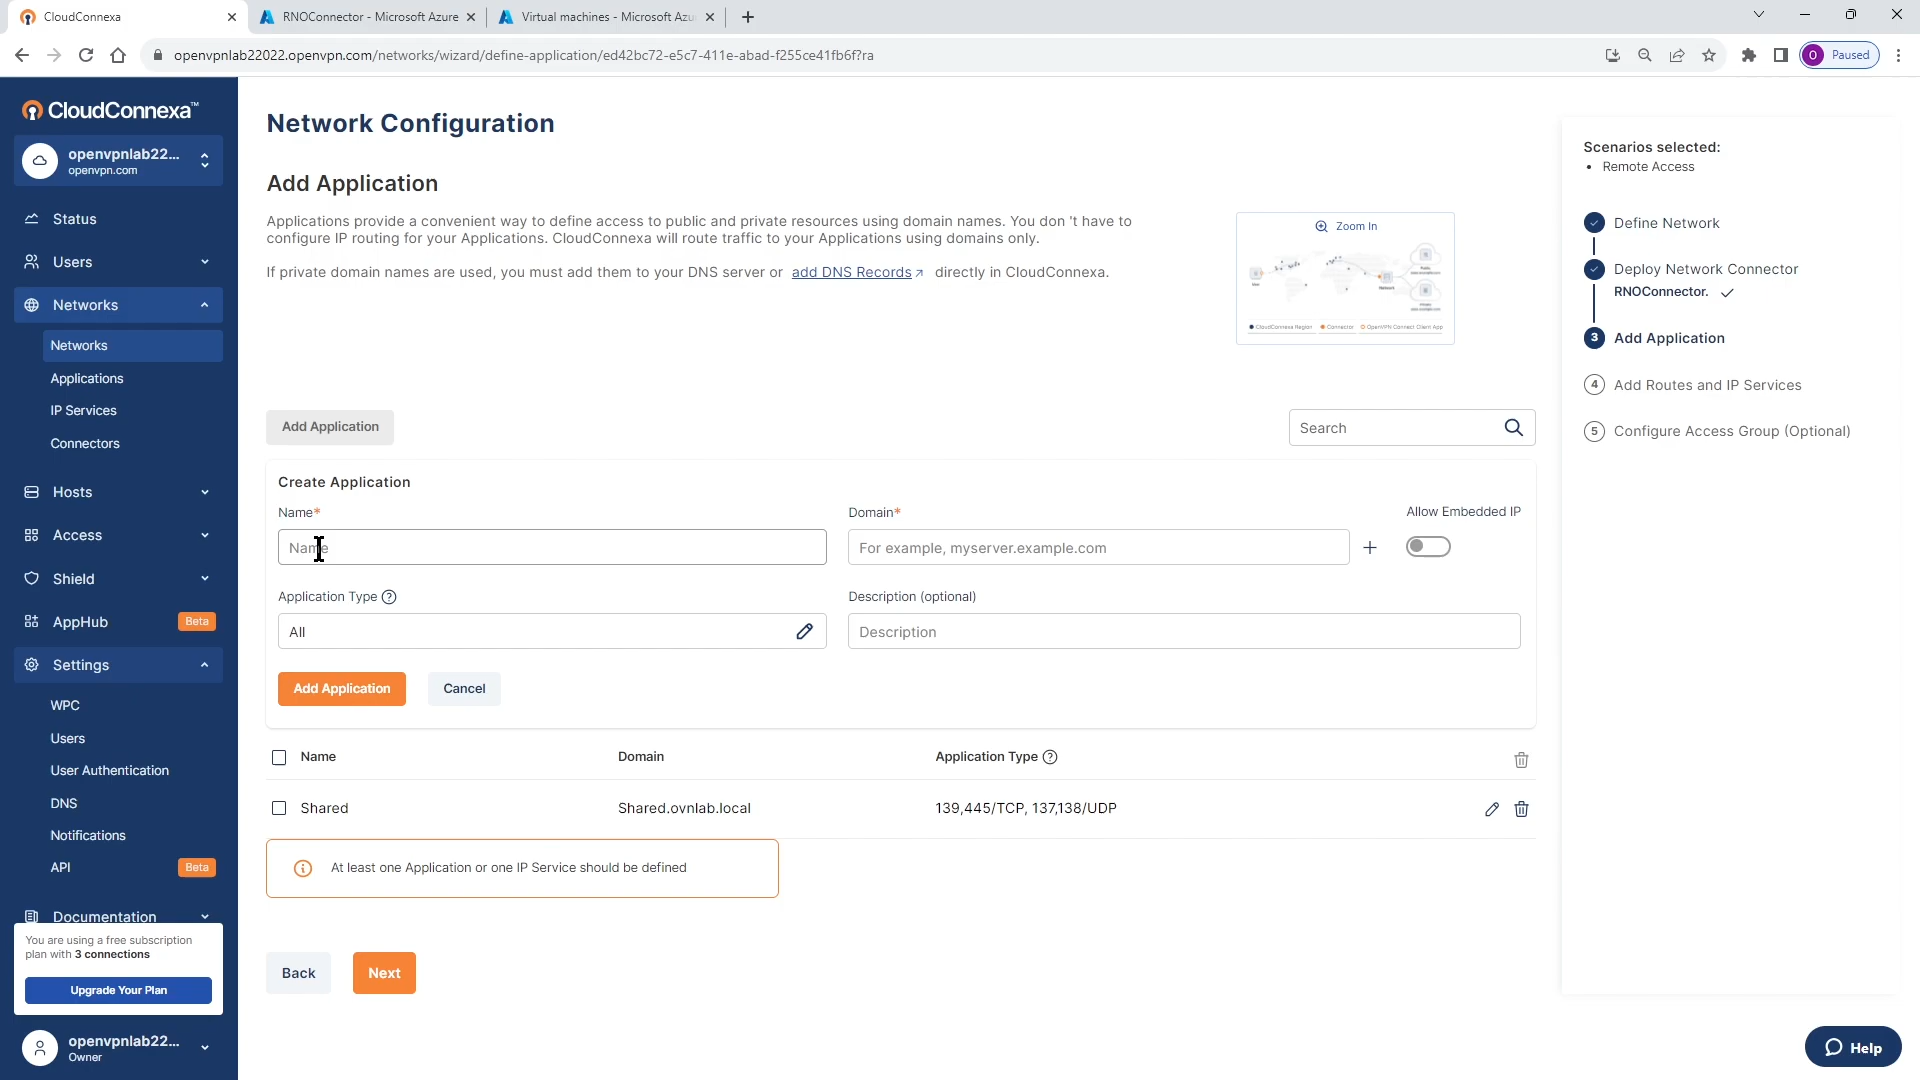 CloudConnexa
RNOConnector - Microsoft Azure
Virtual machines - Microsoft Azu
openvpnlab22022.openvpn.com/networks/wizard/define-application/ed42bc72-e5c7-411e-abad-f255ce41fb6f?ra
O
Paused
CloudConnexa™
openvpnlab22...
openvpn.com
Status
Users
Networks
Networks
Applications
IP Services
Connectors
Hosts
Access
Shield
AppHub
Beta
Settings
WPC
Users
User Authentication
DNS
Notifications
API
Beta
Documentation
You are using a free subscription
plan with 3 connections
Upgrade Your Plan
openvpnlab22...
Owner
Network Configuration
Add Application
Applications provide a convenient way to define access to public and private resources using domain names. You don 't have to
configure IP routing for your Applications. CloudConnexa will route traffic to your Applications using domains only.
If private domain names are used, you must add them to your DNS server or add DNS Records directly in CloudConnexa.
Zoom In
CloudConnexa Region
Connector
OpenVPN Connect Client App
Add Application
Search
Create Application
Name*
Domain*
Allow Embedded IP
Name
For example, myserver.example.com
Application Type
Description (optional)
All
Description
Add Application
Cancel
Name
Domain
Application Type
Shared
Shared.ovnlab.local
139,445/TCP, 137,138/UDP
At least one Application or one IP Service should be defined
Back
Next
Scenarios selected:
• Remote Access
Define Network
Deploy Network Connector
RNOConnector.
3 Add Application
4 Add Routes and IP Services
5 Configure Access Group (Optional)
Help